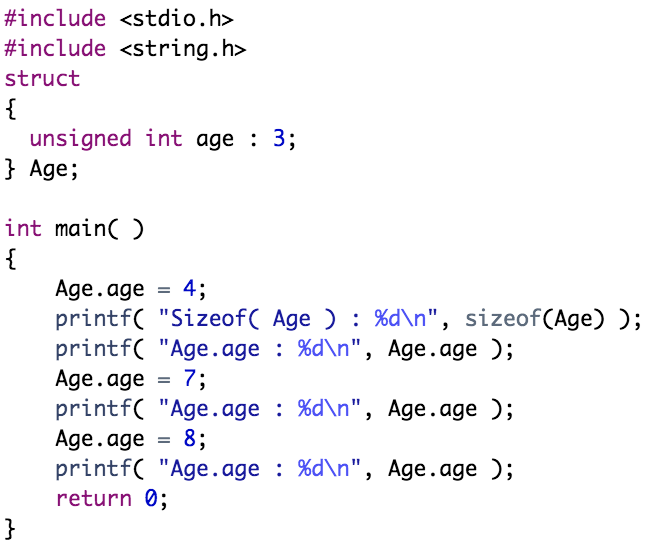 #include <stdio.h>
#include <string.h>
struct
{
  unsigned int age : 3;
} Age;

int main( )
{
    Age.age = 4;
    printf( "Sizeof( Age ) : %d\n", sizeof(Age) );
    printf( "Age.age : %d\n", Age.age );
    Age.age = 7;
    printf( "Age.age : %d\n", Age.age );
    Age.age = 8;
    printf( "Age.age : %d\n", Age.age );
    return 0;
}